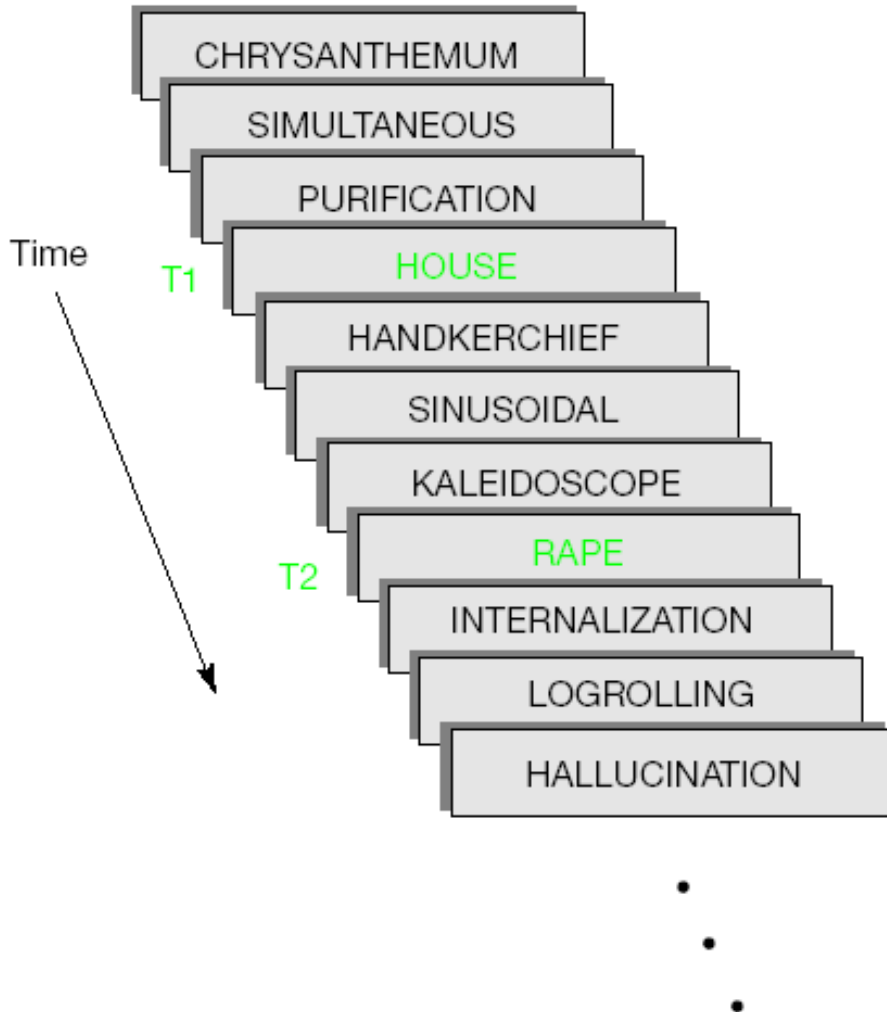 CHRYSANTHEMUM
SIMULTANEOUS
PURIFICATION
Time
T1
HOUSE
HANDKERCHIEF
SINUSOIDAL
KALEIDOSCOPE
T2
RAPE
INTERNALIZATION
LOGROLLING
HALLUCINATION